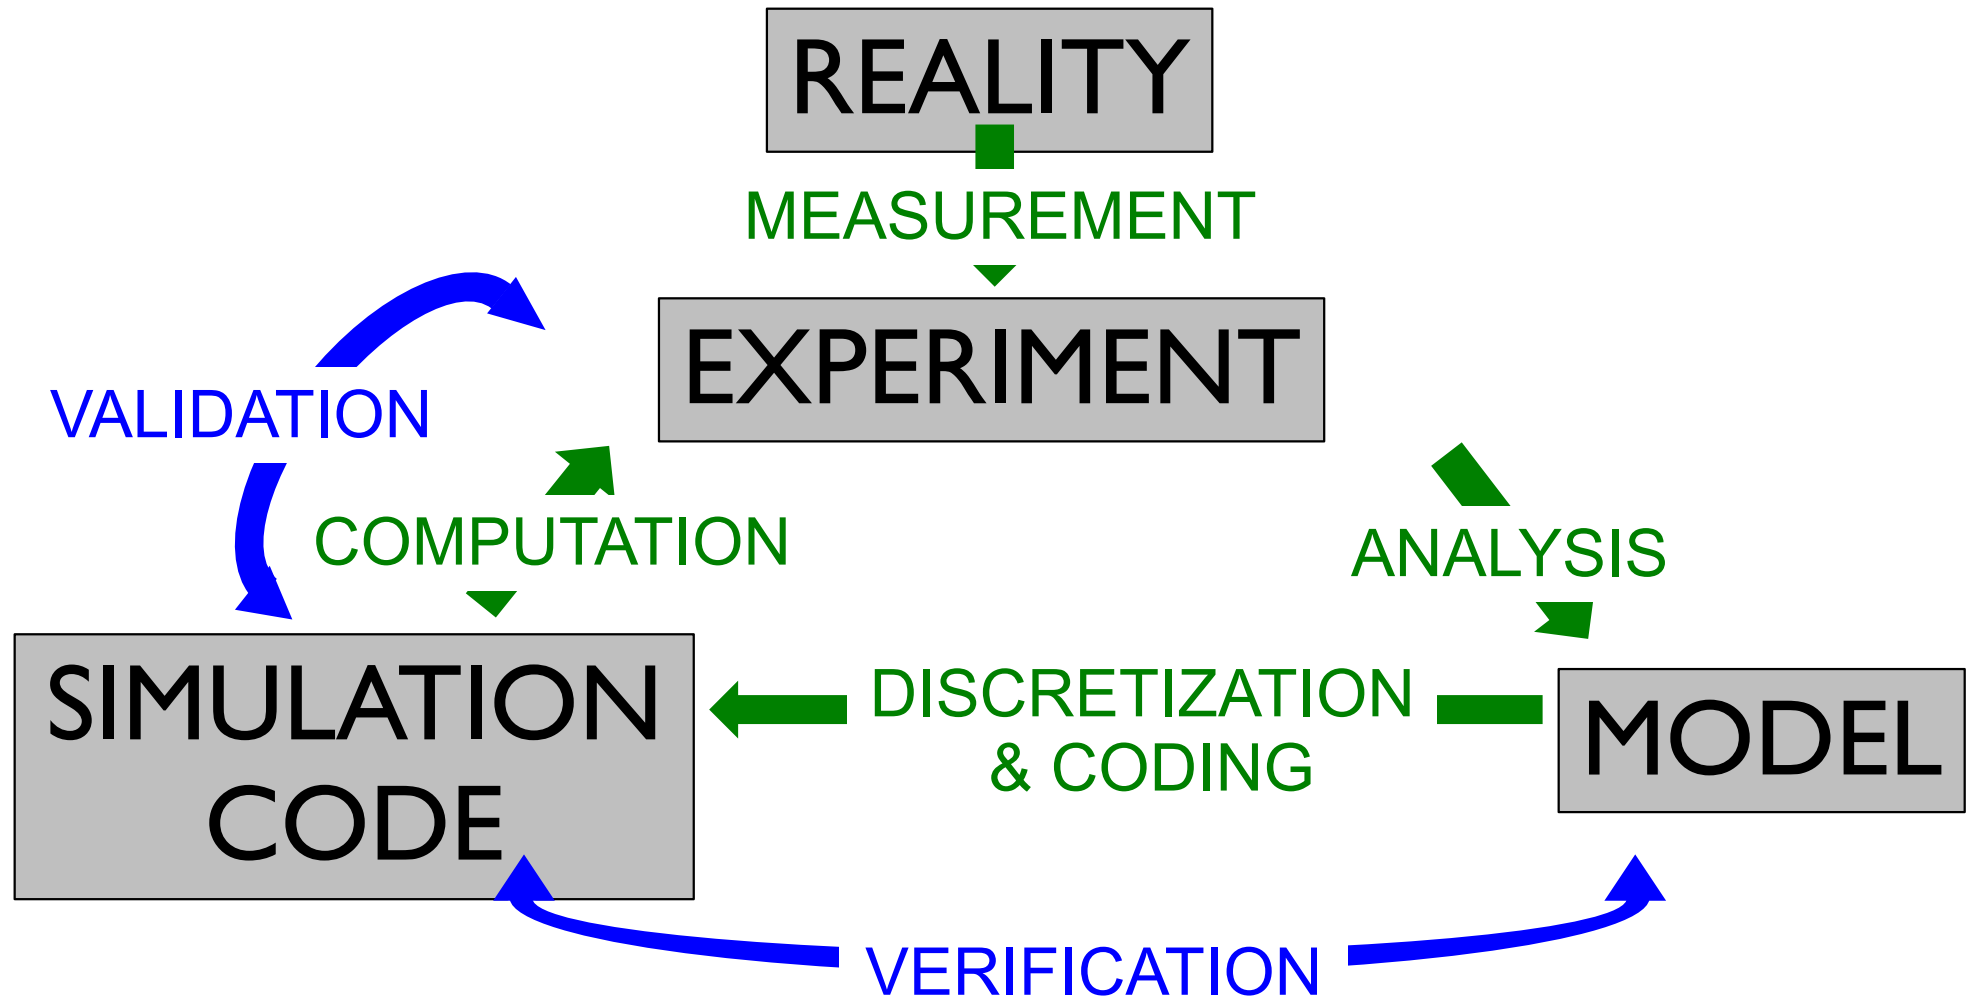 REALITY
MEASUREMENT
EXPERIMENT
VALIDATION
COMPUTATION
ANALYSIS
SIMULATION
CODE
DISCRETIZATION
& CODING
MODEL
VERIFICATION